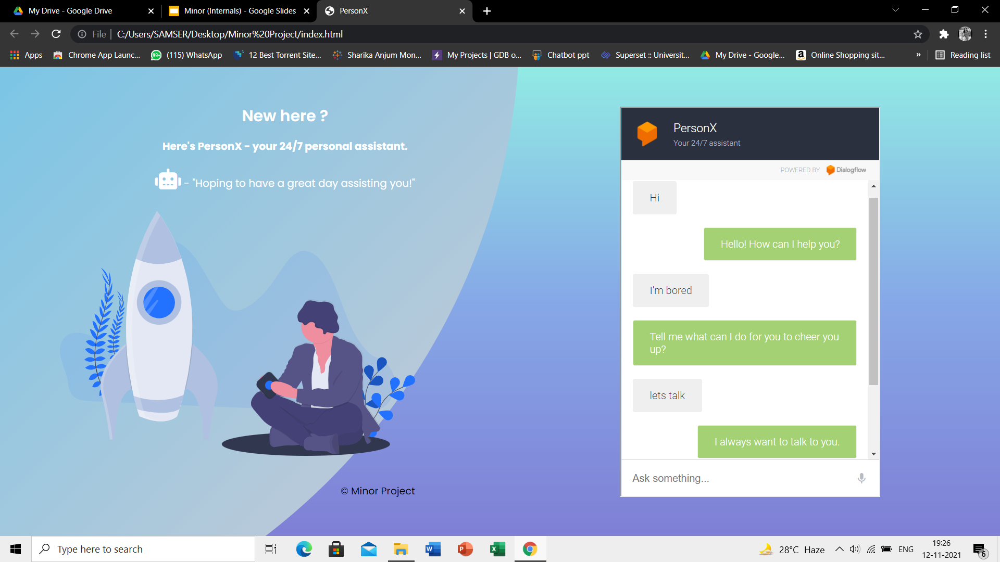 My Drive - Google Drive
Minor (Internals) - Google Slides
PersonX
File
C:/Users/SAMSER/Desktop/Minor%20Project/index.html
Apps
Chrome App Launc...
99+
(115) WhatsApp
12 Best Torrent Site...
Sharika Anjum Mon...
My Projects | GDB o...
Chatbot ppt
Superset :: Universit...
My Drive - Google...
Online Shopping sit...
»
Reading list
New here ?
Here's PersonX - your 24/7 personal assistant.
- "Hoping to have a great day assisting you!"
© Minor Project
PersonX
Your 24/7 assistant
POWERED BY Dialogflow
Hi
Hello! How can I help you?
I'm bored
Tell me what can I do for you to cheer you
up?
lets talk
I always want to talk to you.
Ask something...
Type here to search
28°C Haze
ENG
19:26
12-11-2021
6